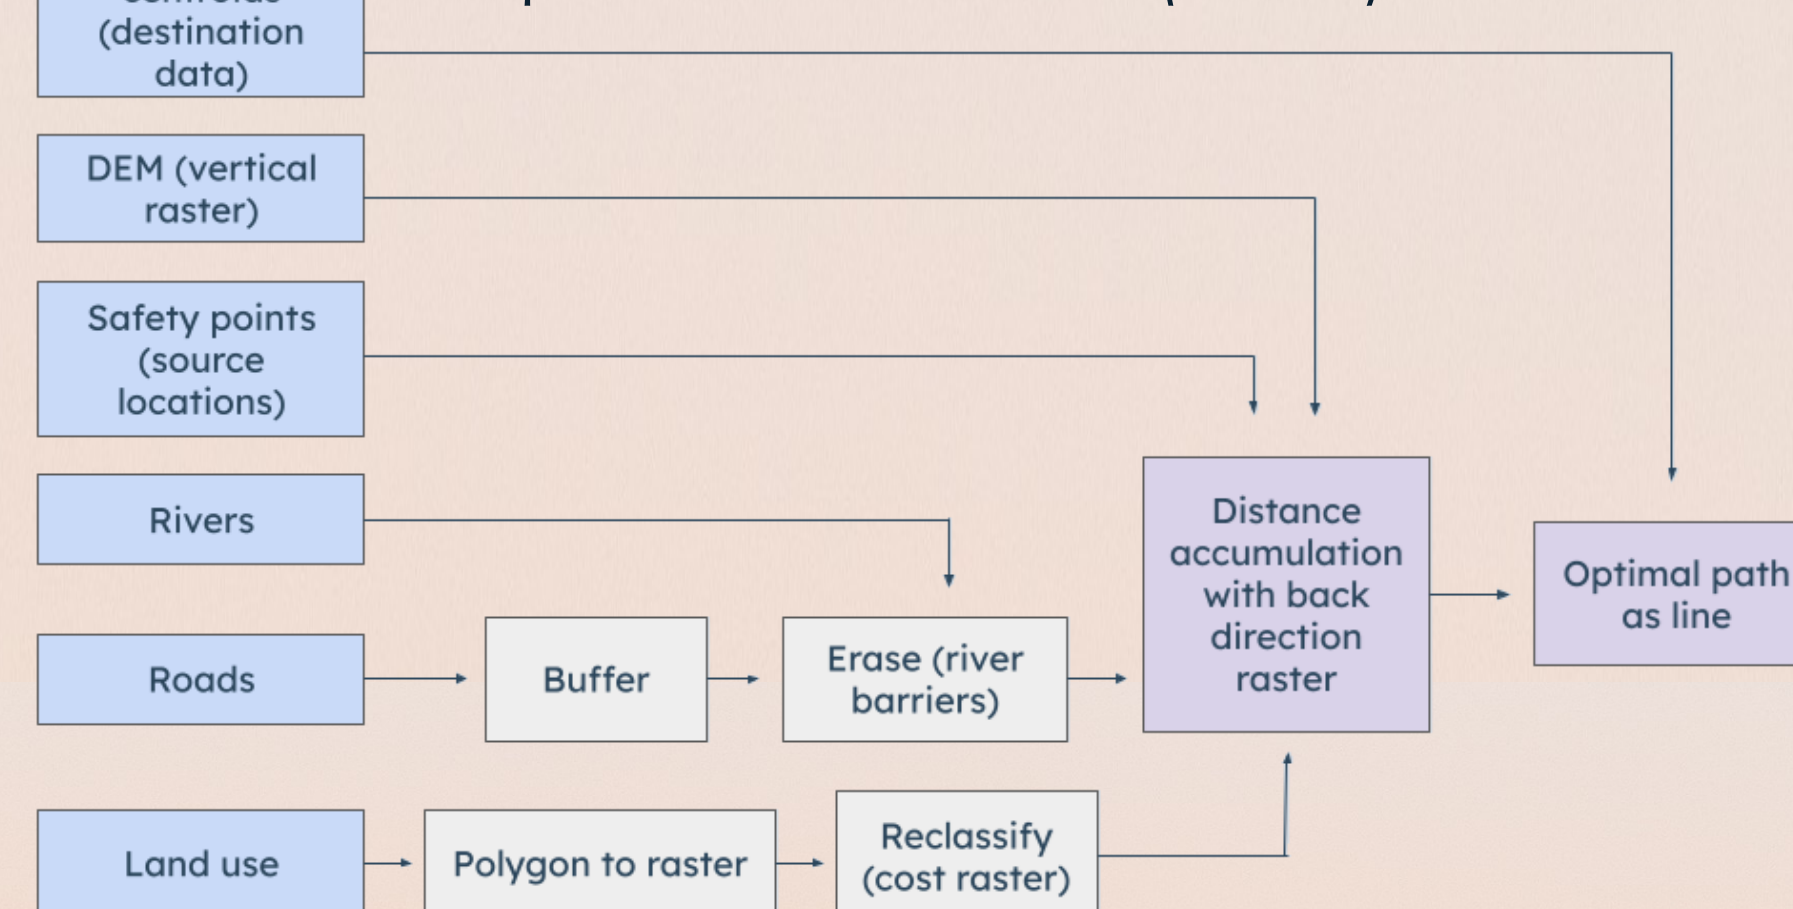 (destination
data)
DEM (vertical
raster)
Safety points
(source
locations)
Rivers
Roads
Buffer
Erase (river
barriers)
Distance
accumulation
with back
direction
raster
Optimal path
as line
Land use
Polygon to raster
Reclassify
(cost raster)